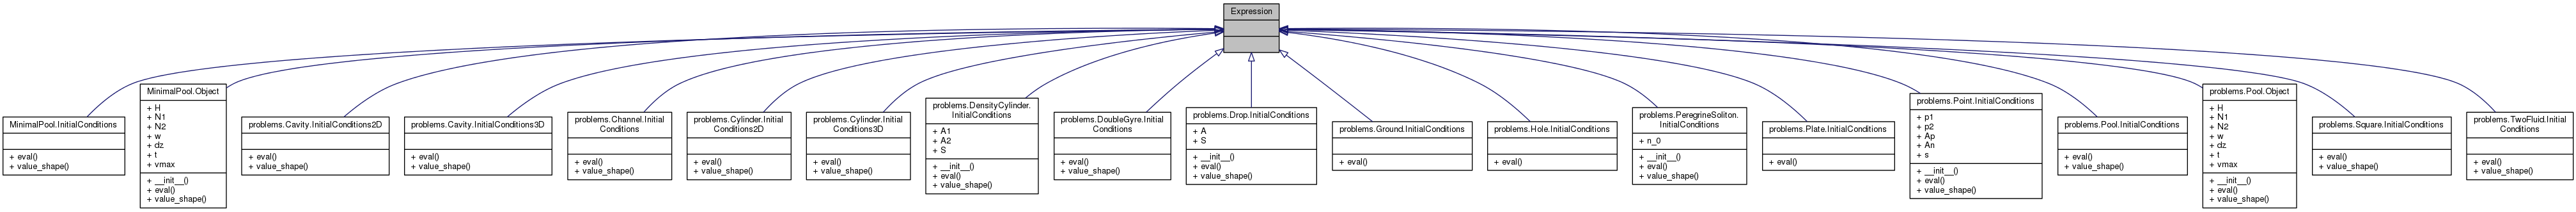 Expression
MinimalPool.InitialConditions
+ eval()
+ value_shape()
MinimalPool.Object
+ H
+ N1
+ N2
+ w
+ dz
+ t
+ vmax
+ __init__()
+ eval()
+ value_shape()
problems.Cavity.InitialConditions2D
+ eval()
+ value_shape()
problems.Cavity.InitialConditions3D
+ eval()
+ value_shape()
problems.Channel.Initial
Conditions
+ eval()
+ value_shape()
problems.Cylinder.Initial
Conditions2D
+ eval()
+ value_shape()
problems.Cylinder.Initial
Conditions3D
+ eval()
+ value_shape()
problems.DensityCylinder.
InitialConditions
+ A1
+ A2
+ S
+ __init__()
+ eval()
+ value_shape()
problems.DoubleGyre.Initial
Conditions
+ eval()
+ value_shape()
problems.Drop.InitialConditions
+ A
+ S
+ __init__()
+ eval()
+ value_shape()
problems.Ground.InitialConditions
+ eval()
problems.Hole.InitialConditions
+ eval()
problems.PeregrineSoliton.
InitialConditions
+ n_0
+ __init__()
+ eval()
+ value_shape()
problems.Plate.InitialConditions
+ eval()
problems.Point.InitialConditions
+ p1
+ p2
+ Ap
+ An
+ s
+ __init__()
+ eval()
+ value_shape()
problems.Pool.InitialConditions
+ eval()
+ value_shape()
problems.Pool.Object
+ H
+ N1
+ N2
+ w
+ dz
+ t
+ vmax
+ __init__()
+ eval()
+ value_shape()
problems.Square.InitialConditions
+ eval()
+ value_shape()
problems.TwoFluid.Initial
Conditions
+ eval()
+ value_shape()